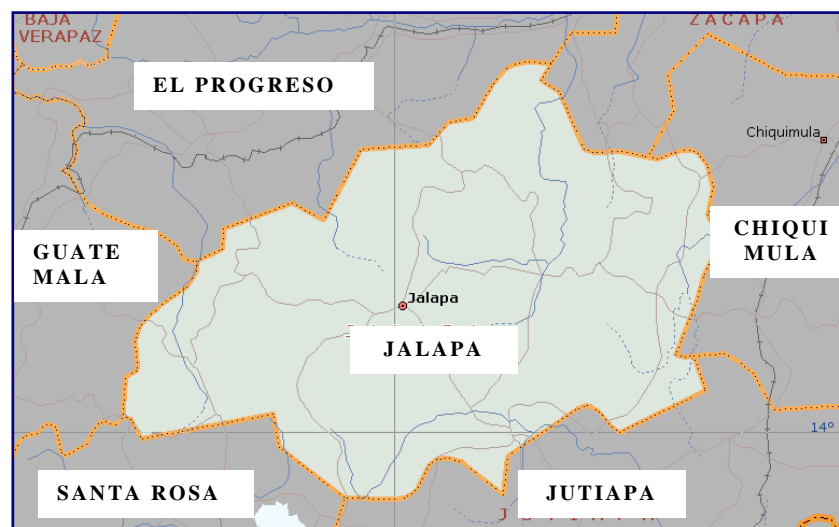 BAJA
VERAPAZ
ZACAPA
EL PROGRESO
Chiquimula
GUATE
MALA
CHIQUI
MULA
Jalapa
JALAPA
14°
SANTA ROSA
JUTIAPA